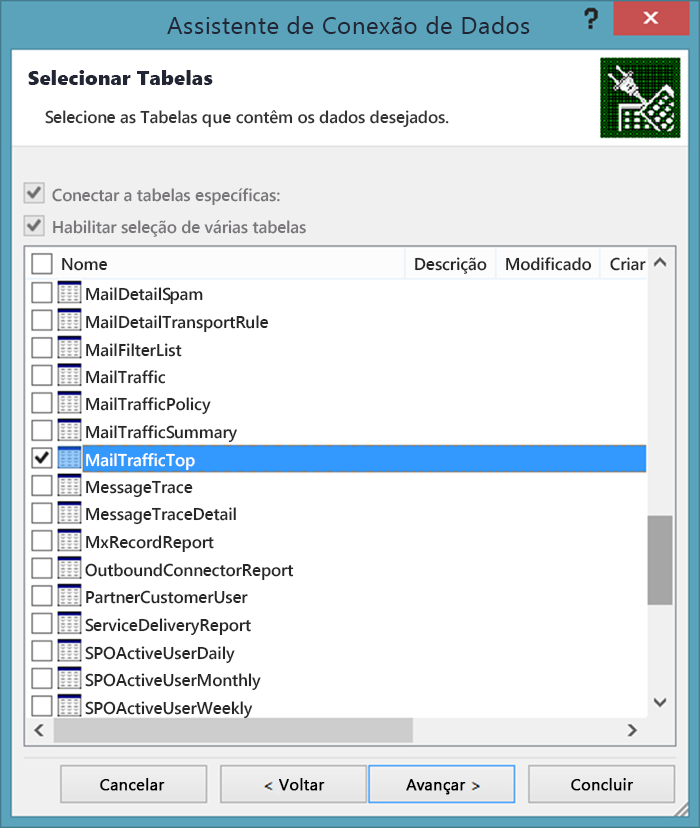 Assistente de Conexão de Dados
?
Selecionar Tabelas
Selecione as Tabelas que contêm os dados desejados.
Conectar a tabelas específicas:
Habilitar seleção de várias tabelas
Nome Descrição Modificado Criar
MailDetailSpam
MailDetailTransportRule
MailFilterList
MailTraffic
MailTrafficPolicy
MailTrafficSummary
MailTrafficTop
MessageTrace
MessageTraceDetail
MxRecordReport
OutboundConnectorReport
PartnerCustomerUser
ServiceDeliveryReport
SPOActiveUserDaily
SPOActiveUserMonthly
SPOActiveUserWeekly
Cancelar < Voltar Avançar > Concluir